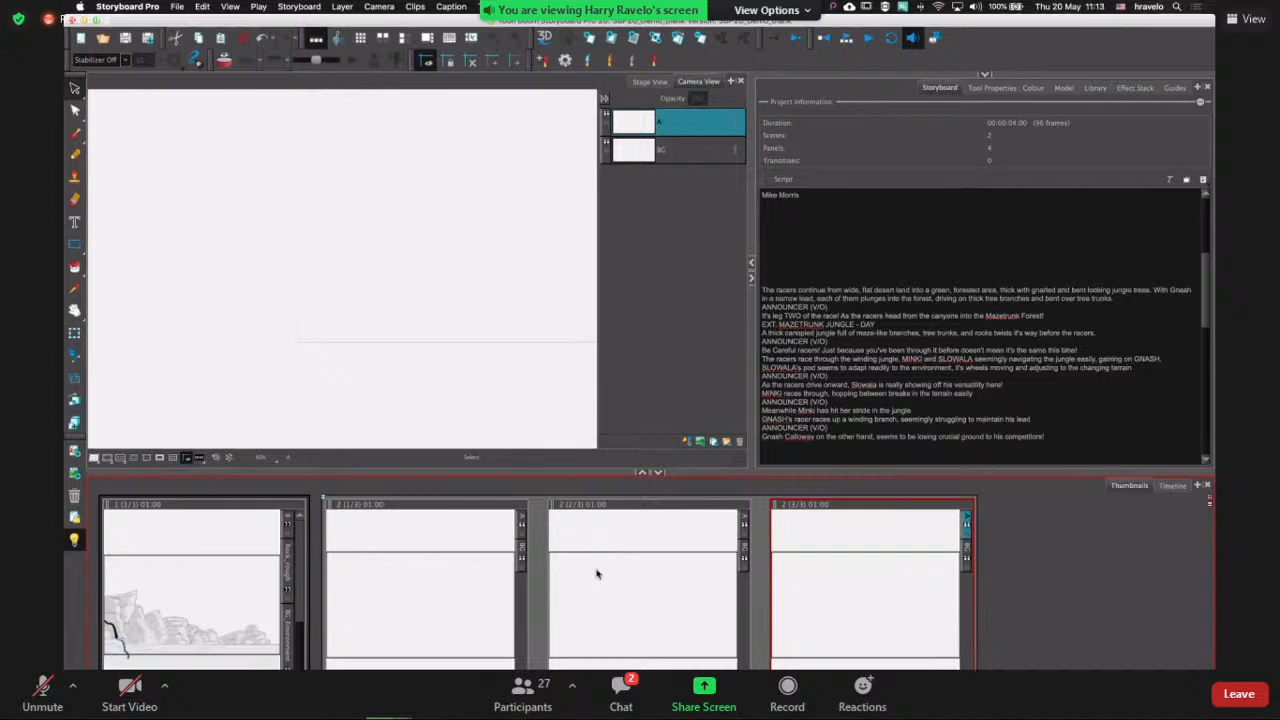 Storyboard Pro File Edit View Play Storyboard Layer Camera Clips Caption
You are viewing Harry Ravelo's screen
View Options
100% Thu 20 May 11:13 hravelo
View
3D
Stabilizer Off
Stage View Camera View
Opacity
A
BG
Storyboard Tool Properties Colour Model Library Effect Stack Guides
Project Information:
Duration: 00:00:04:00 (96 frames)
Scenes: 2
Panels: 4
Transitions: 0
Script
Mike Morris
The racers continue from wide, flat desert land into a green, forested area, thick with gnarled and bent looking jungle trees. With Gnash
in a narrow lead, each of them plunges into the forest, driving on thick tree branches and bent over tree trunks.
ANNOUNCER (V/O)
It's leg TWO of the race! As the racers head from the canyons into the Mazetrunk Forest!
EXT. MAZETRUNK JUNGLE - DAY
A thick canopied jungle full of maze-like branches, tree trunks, and rocks twists it's way before the racers.
ANNOUNCER (V/O)
Be Careful racers! Just because you've been through it before doesn't mean it's the same this time!
The racers race through the winding jungle, MINKI and SLOWALA seemingly navigating the jungle easily, gaining on GNASH.
SLOWALA's pod seems to adapt readily to the environment, it's wheels moving and adjusting to the changing terrain
ANNOUNCER (V/O)
As the racers drive onward, Slowala is really showing off his versatility here!
MINKI races through, hopping between breaks in the terrain easily
ANNOUNCER (V/O)
Meanwhile Minki has hit her stride in the jungle
GNASH's racer races up a winding branch, seemingly struggling to maintain his lead
ANNOUNCER (V/O)
Gnash Calloway on the other hand, seems to be losing crucial ground to his competitors!
Select
Thumbnails Timeline
1 (1/1) 01:00
2 (1/3) 01:00
2 (2/3) 01:00
2 (3/3) 01:00
Rock_rough
BG_Environment
A
BG
A
BG
A
BG
27
2
Unmute Start Video Participants Chat Share Screen Record Reactions Leave